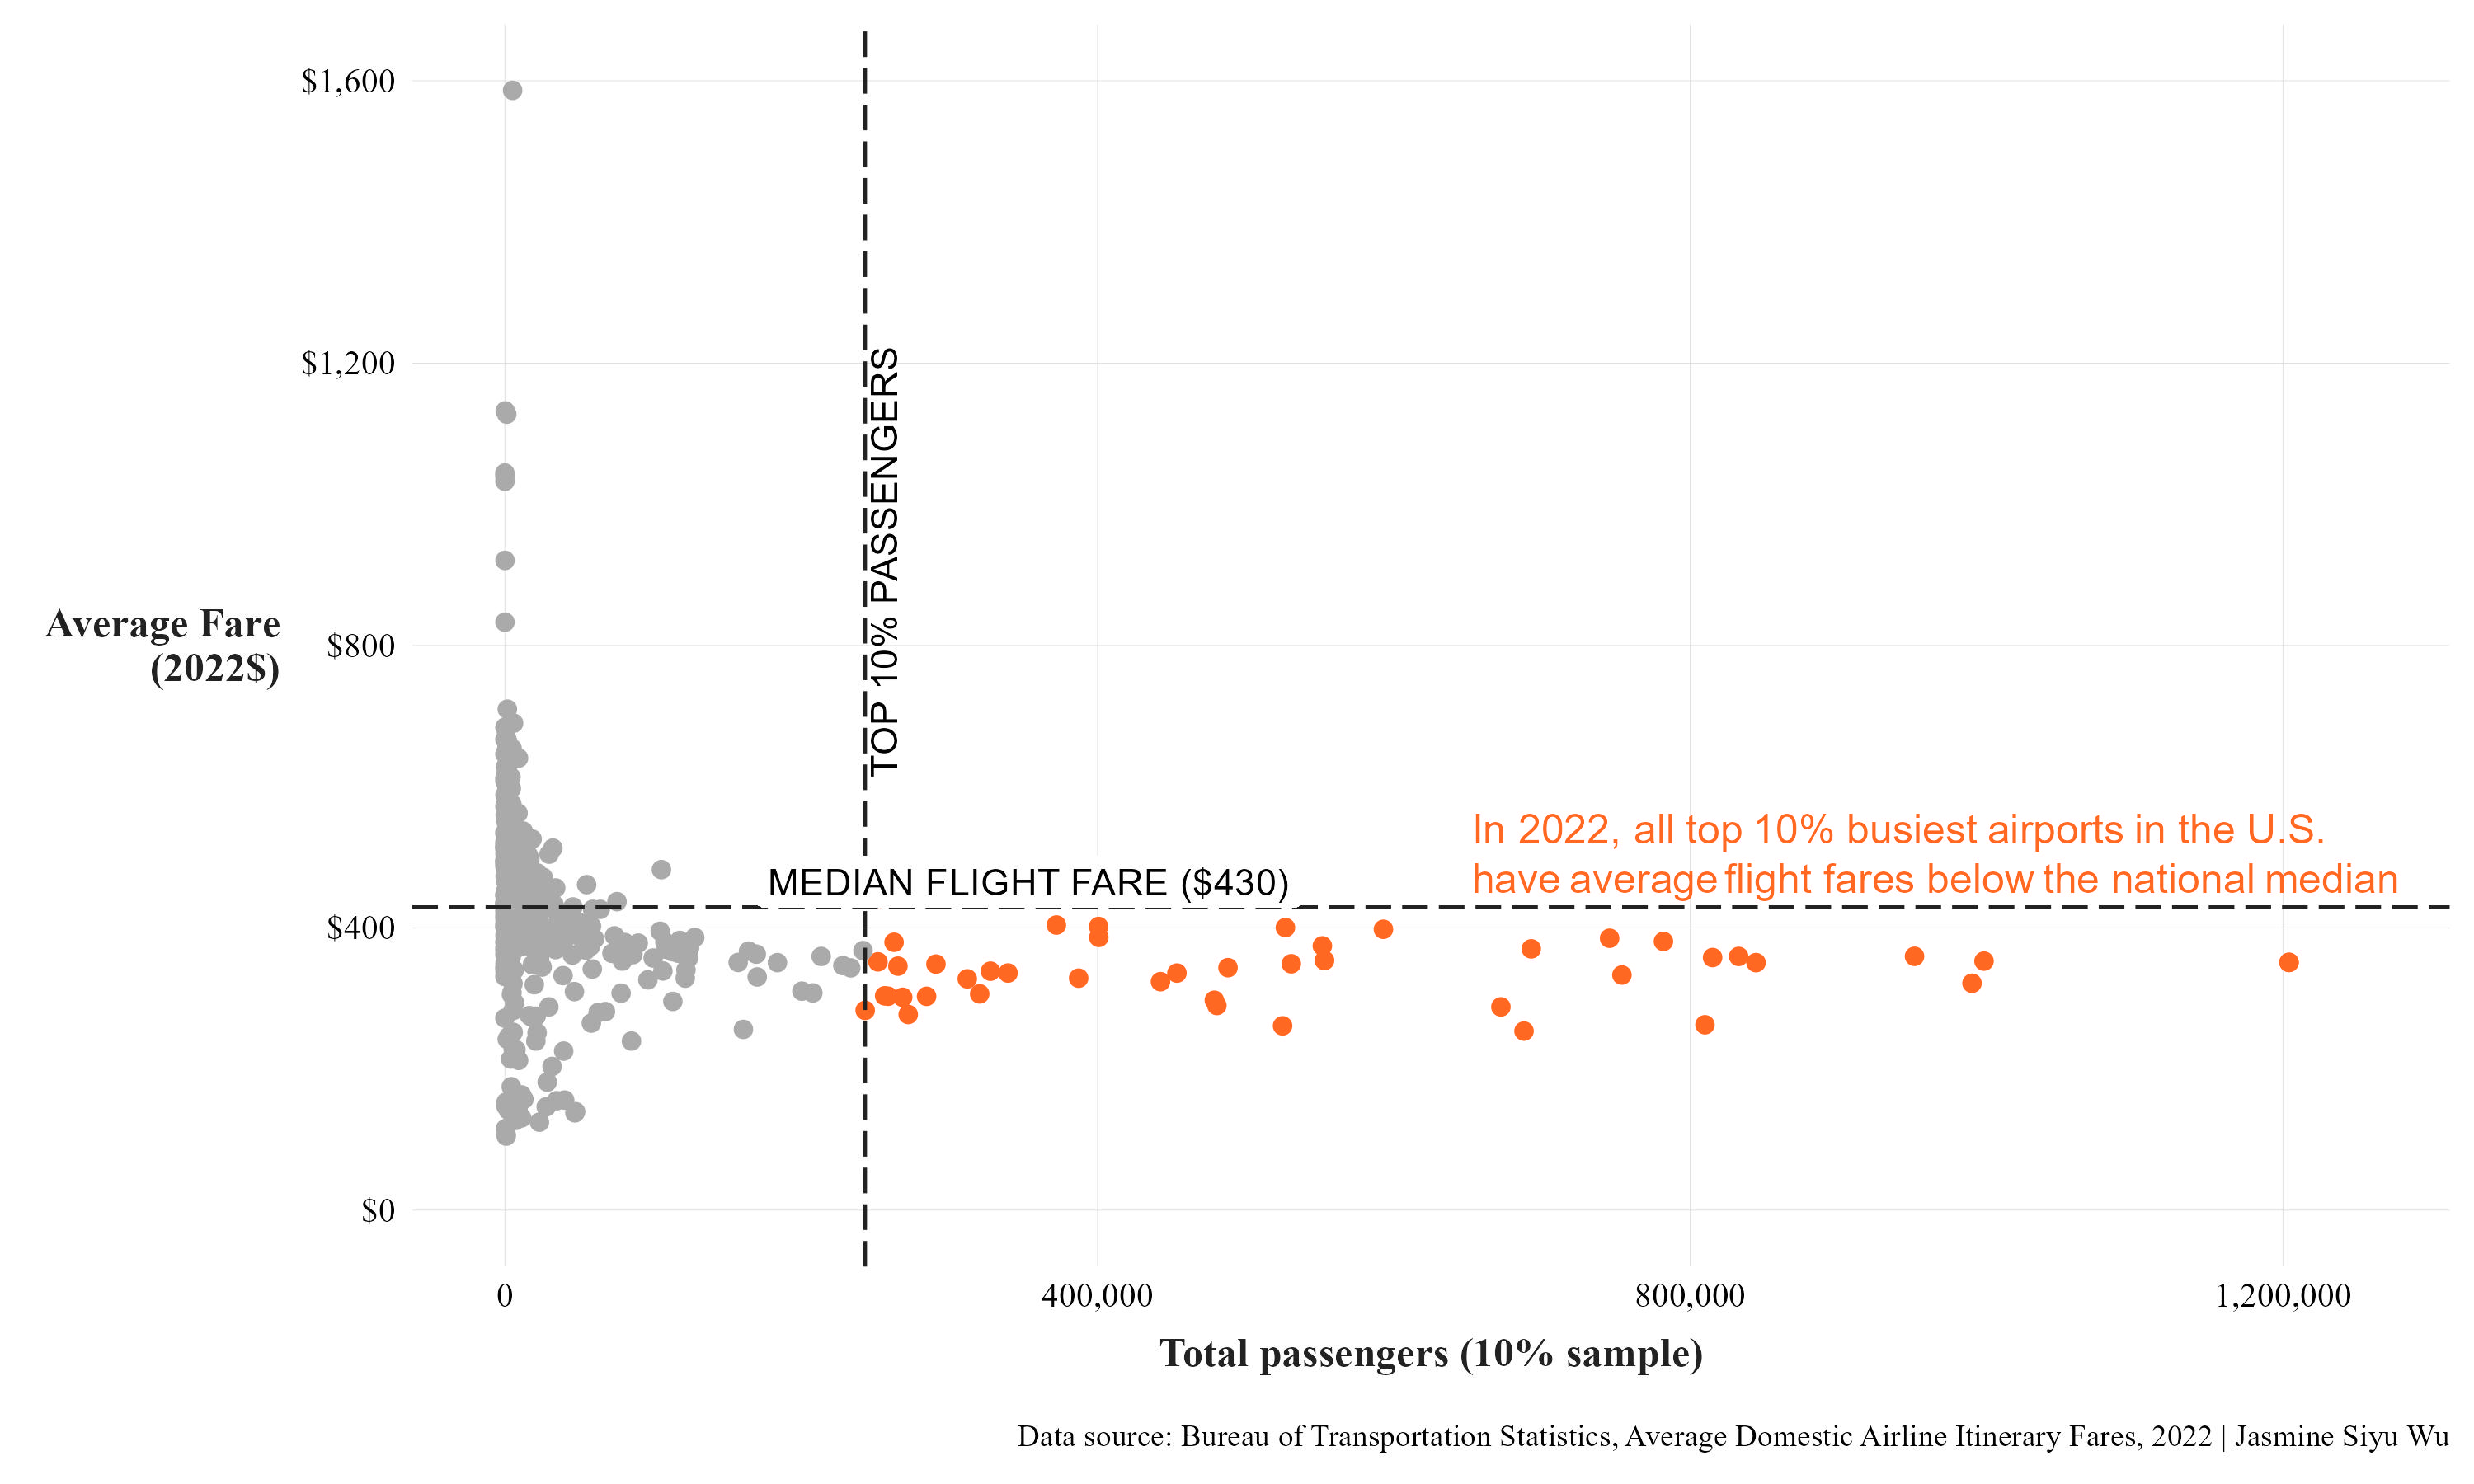 $1,600
$1,200
$800
$400
$0
Average Fare
(2022$)
TOP 10% PASSENGERS
MEDIAN FLIGHT FARE ($430)
In 2022, all top 10% busiest airports in the U.S.
have average flight fares below the national median
0
400,000
800,000
1,200,000
Total passengers (10% sample)
Data source: Bureau of Transportation Statistics, Average Domestic Airline Itinerary Fares, 2022 | Jasmine Siyu Wu